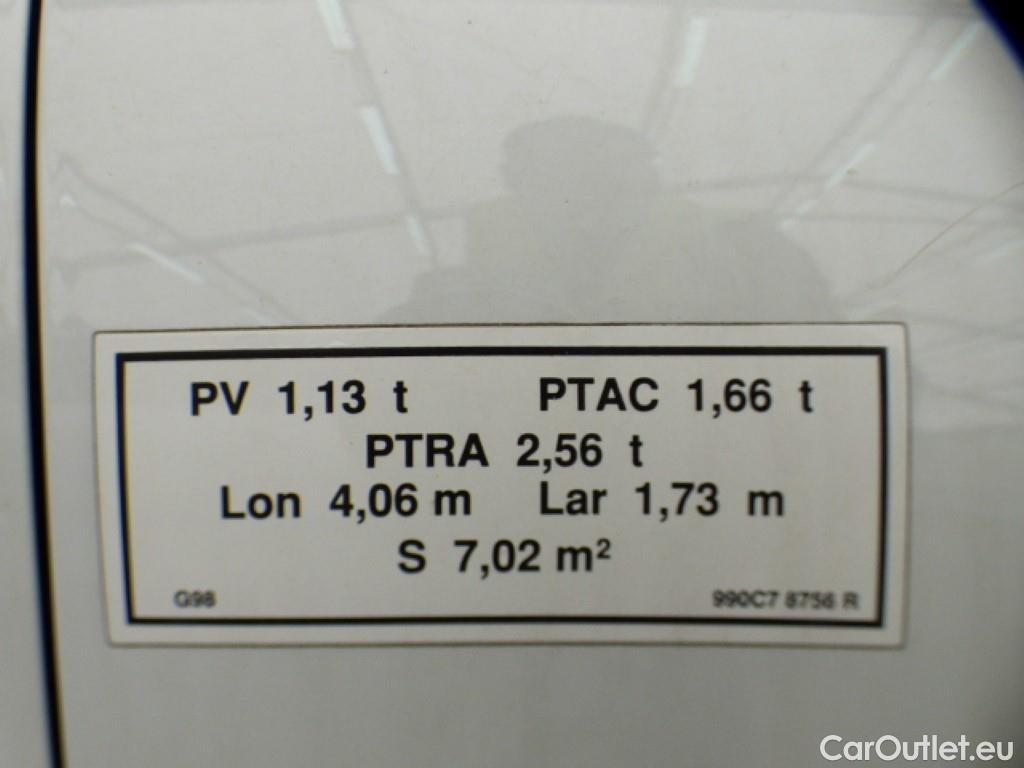 PV 1,13 t PTAC 1,66 t
PTRA 2,56 t
Lon 4,06 m Lar 1,73 m
S 7,02 m²
G98 990C7 8756 R
CarOutlet.eu